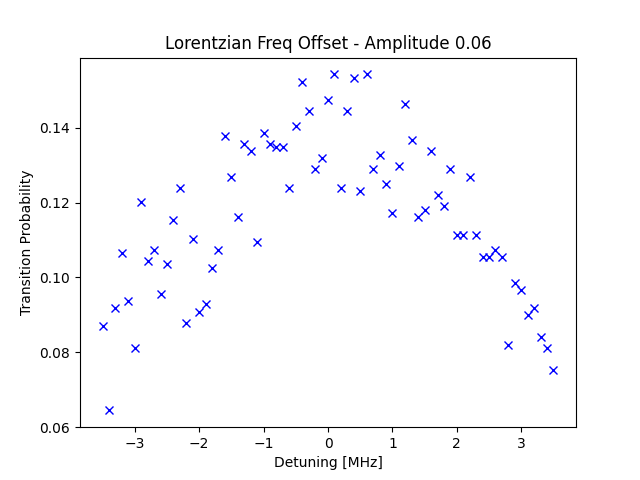 Lorentzian Freq Offset - Amplitude 0.06
Transition Probability
0.14
0.12
0.10
0.08
0.06
−3 −2 −1 0 1 2 3
Detuning [MHz]